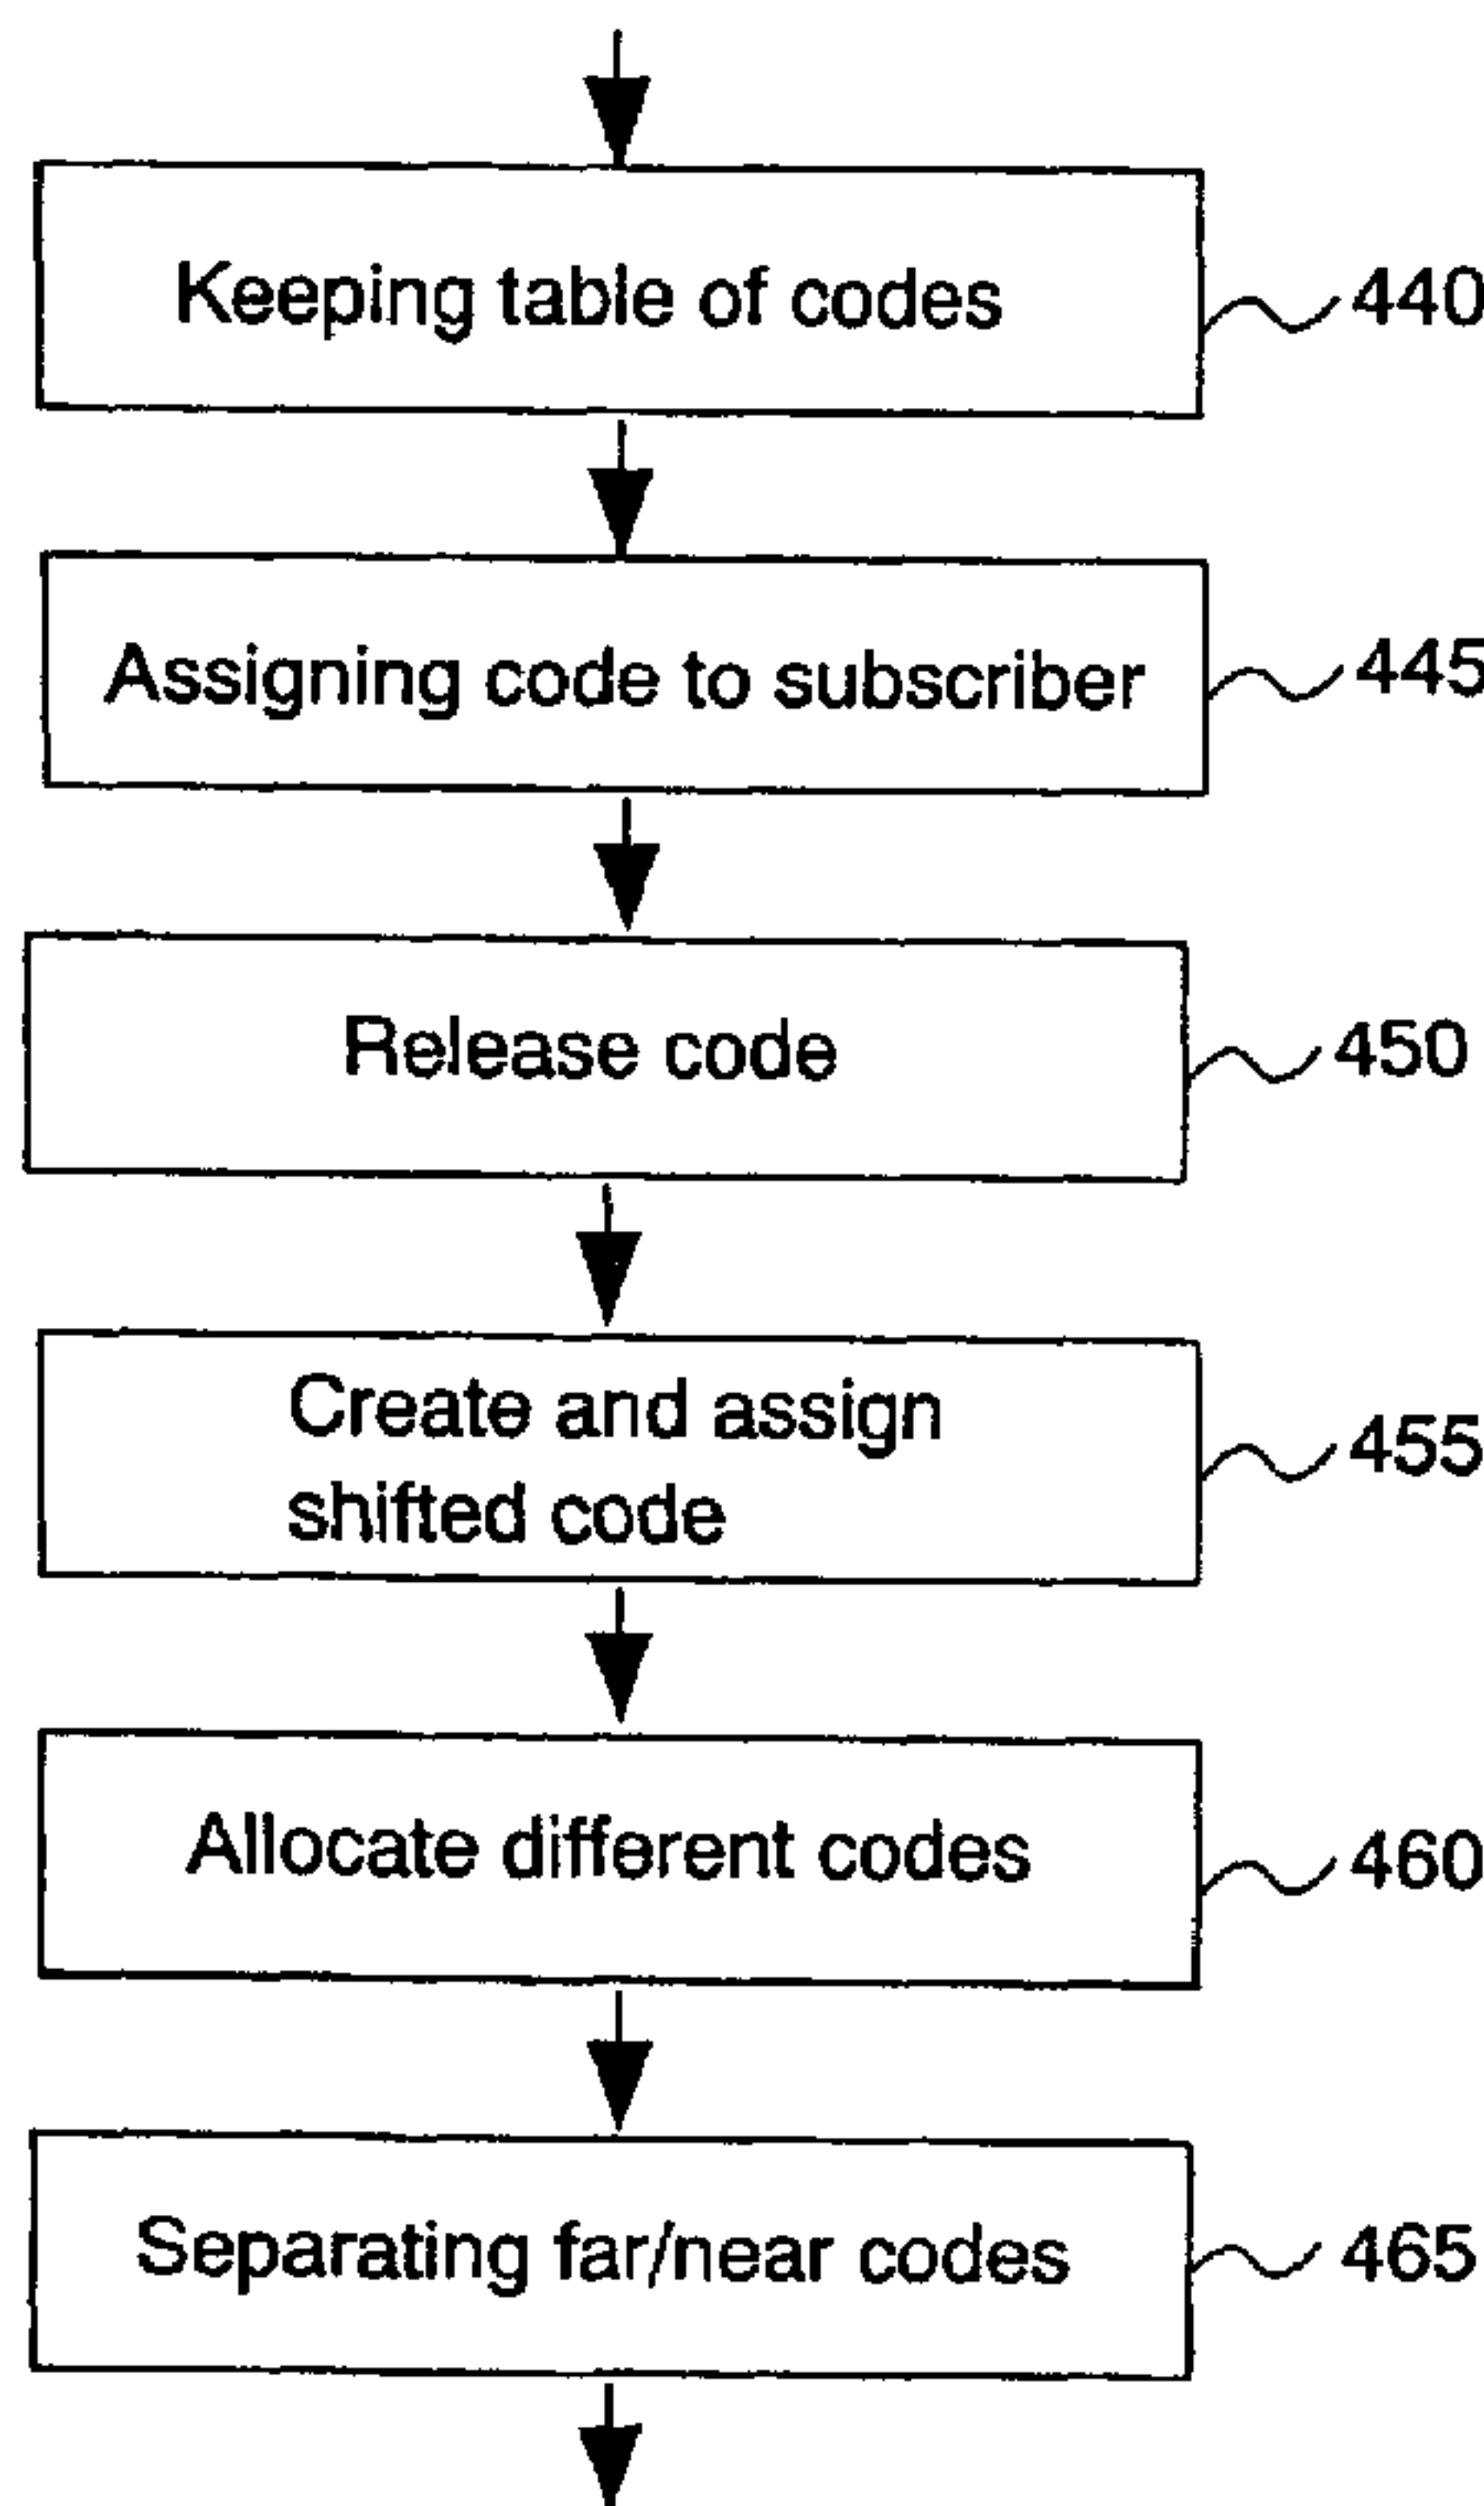 Keeping table of codes
440
Assigning code to subscriber
445
Release code
450
Create and assign
shifted code
455
Allocate different codes
460
Separating far/near codes
465